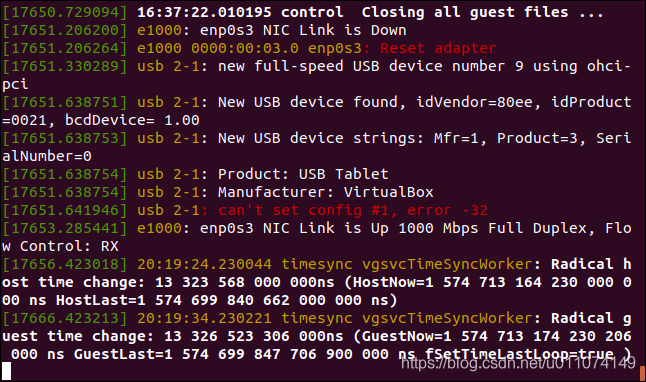 [17650.729094] 16:37:22.010195 control  Closing all guest files ...
[17651.206200] e1000: enp0s3 NIC Link is Down
[17651.206264] e1000 0000:00:03.0 enp0s3: Reset adapter
[17651.330289] usb 2-1: new full-speed USB device number 9 using ohci-
pci
[17651.638751] usb 2-1: New USB device found, idVendor=80ee, idProduct
=0021, bcdDevice= 1.00
[17651.638753] usb 2-1: New USB device strings: Mfr=1, Product=3, Seri
alNumber=0
[17651.638754] usb 2-1: Product: USB Tablet
[17651.638754] usb 2-1: Manufacturer: VirtualBox
[17651.641946] usb 2-1: can't set config #1, error -32
[17653.285441] e1000: enp0s3 NIC Link is Up 1000 Mbps Full Duplex, Flo
w Control: RX
[17656.423018] 20:19:24.230044 timesync vgsvcTimeSyncWorker: Radical h
ost time change: 13 323 568 000 000ns (HostNow=1 574 713 164 230 000 0
00 ns HostLast=1 574 699 840 662 000 000 ns)
[17666.423213] 20:19:34.230221 timesync vgsvcTimeSyncWorker: Radical g
uest time change: 13 326 523 306 000ns (GuestNow=1 574 713 174 230 206
 000 ns GuestLast=1 574 699 847 706 900 000 ns fSetTimeLastLoop=true )
https://blog.csdn.net/u011074149